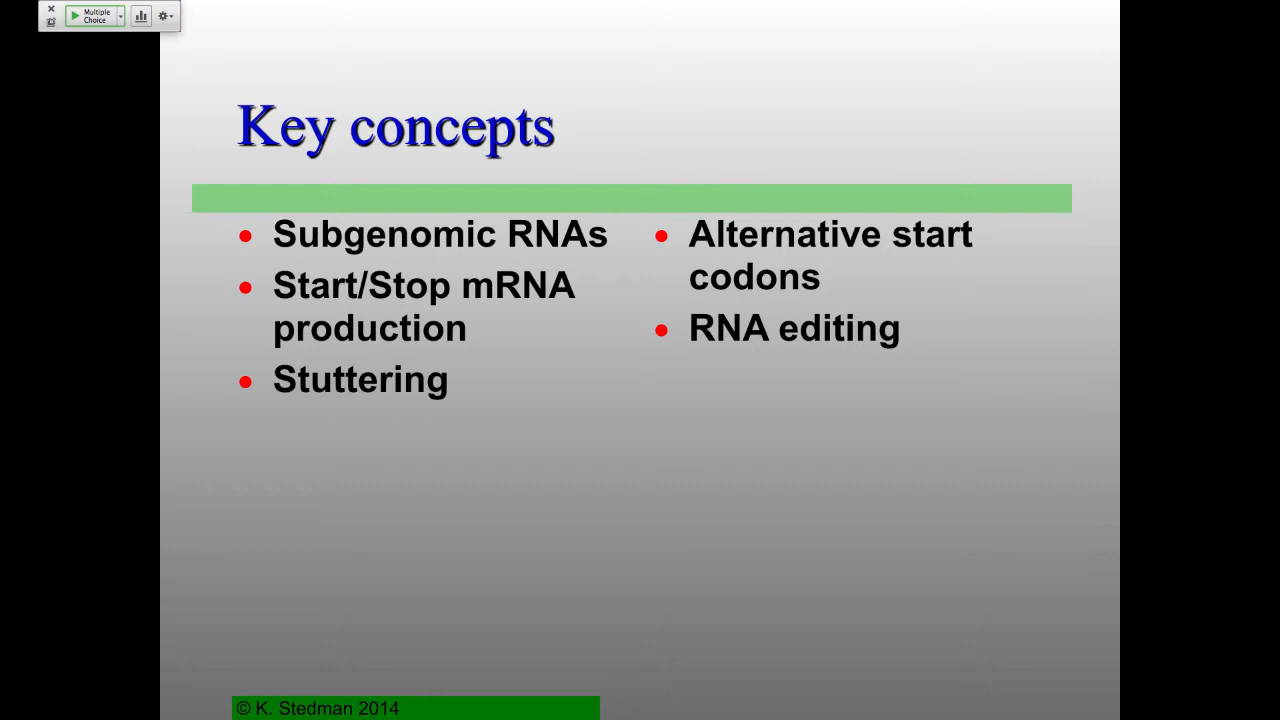 Multiple
Choice
Key concepts
Subgenomic RNAs
Start/Stop mRNA
production
Stuttering
Alternative start
codons
RNA editing
© K. Stedman 2014